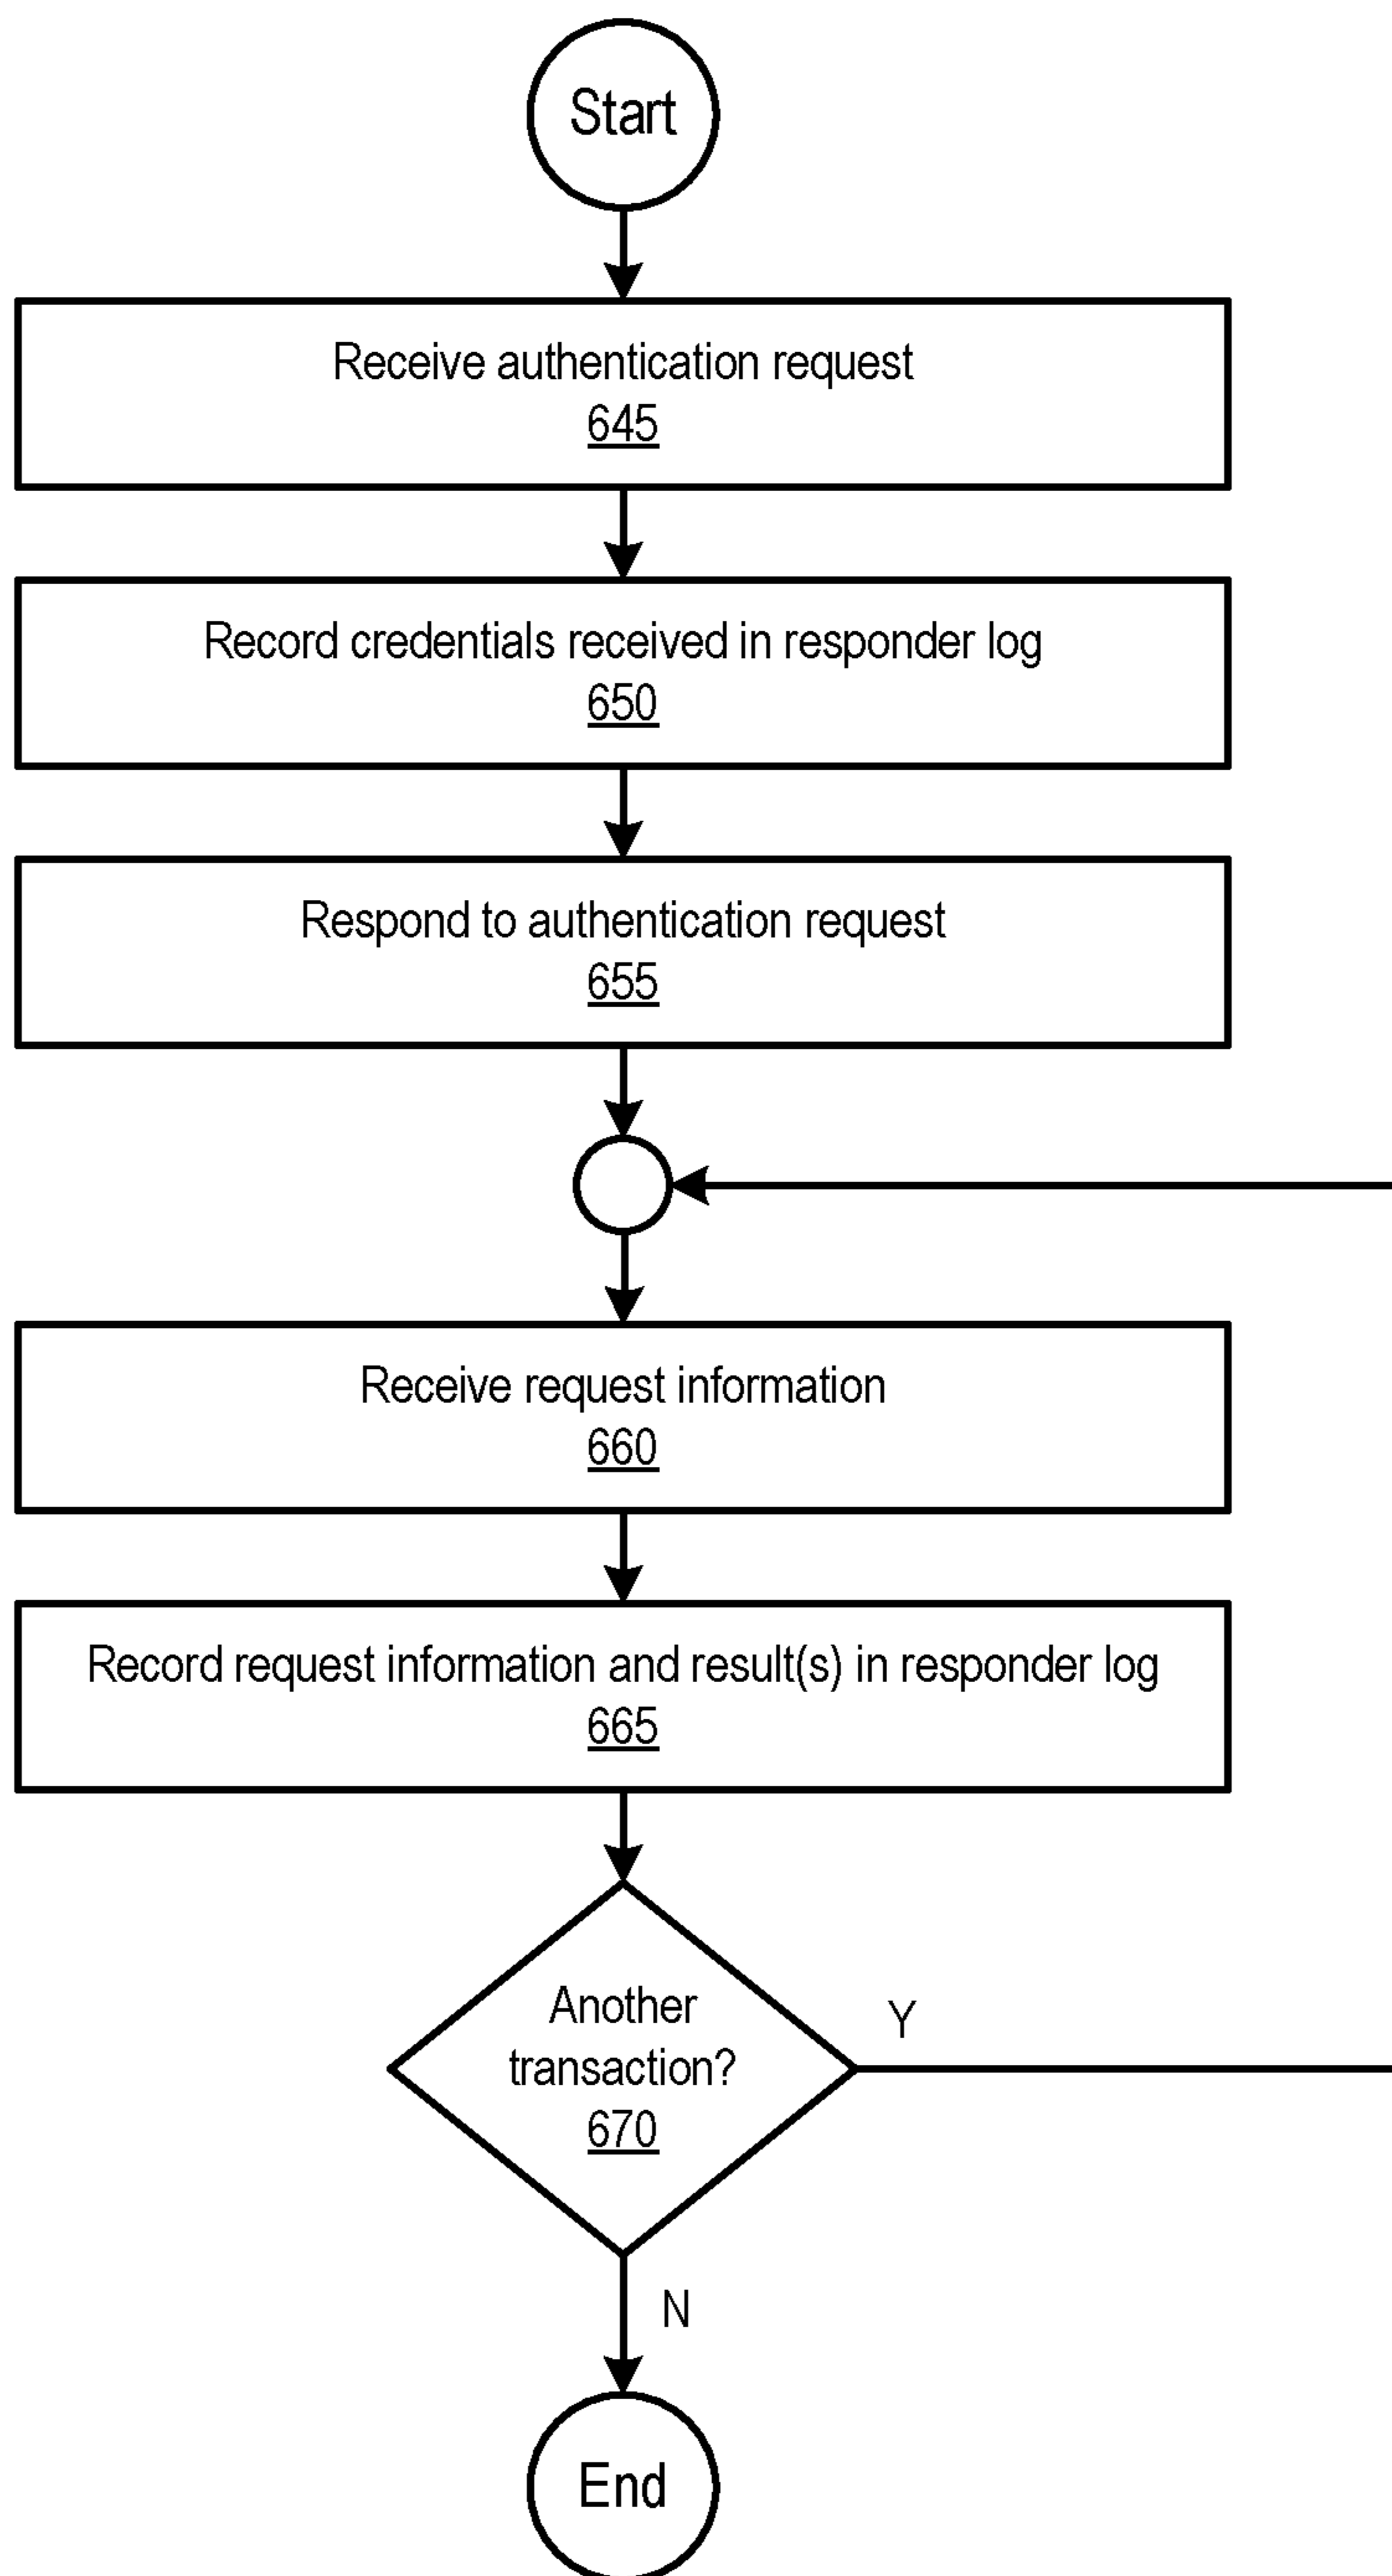 Start
Receive authentication request
645
Record credentials received in responder log
650
Respond to authentication request
655
Receive request information
660
Record request information and result(s) in responder log
665
Another
transaction?
670
Y
N
End